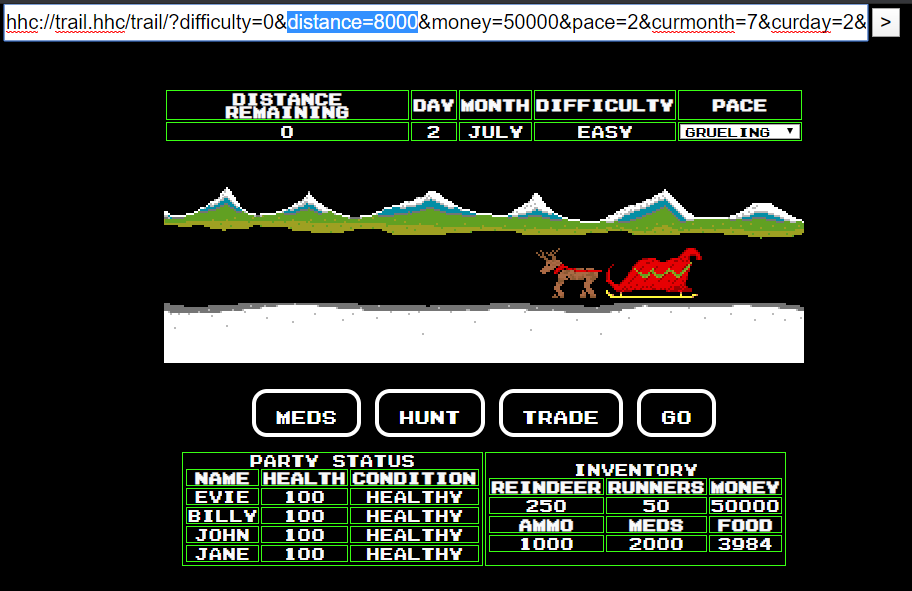 hhc://trail.hhc/trail/?difficulty=0&distance=8000&money=50000&pace=2&curmonth=7&curday=2& >
DISTANCE REMAINING DAY MONTH DIFFICULTY PACE
0 2 JULY EASY GRUELING
MEDS HUNT TRADE GO
PARTY STATUS
NAME HEALTH CONDITION
EVIE 100 HEALTHY
BILLY 100 HEALTHY
JOHN 100 HEALTHY
JANE 100 HEALTHY
INVENTORY
REINDEER RUNNERS MONEY
250 50 50000
AMMO MEDS FOOD
1000 2000 3984